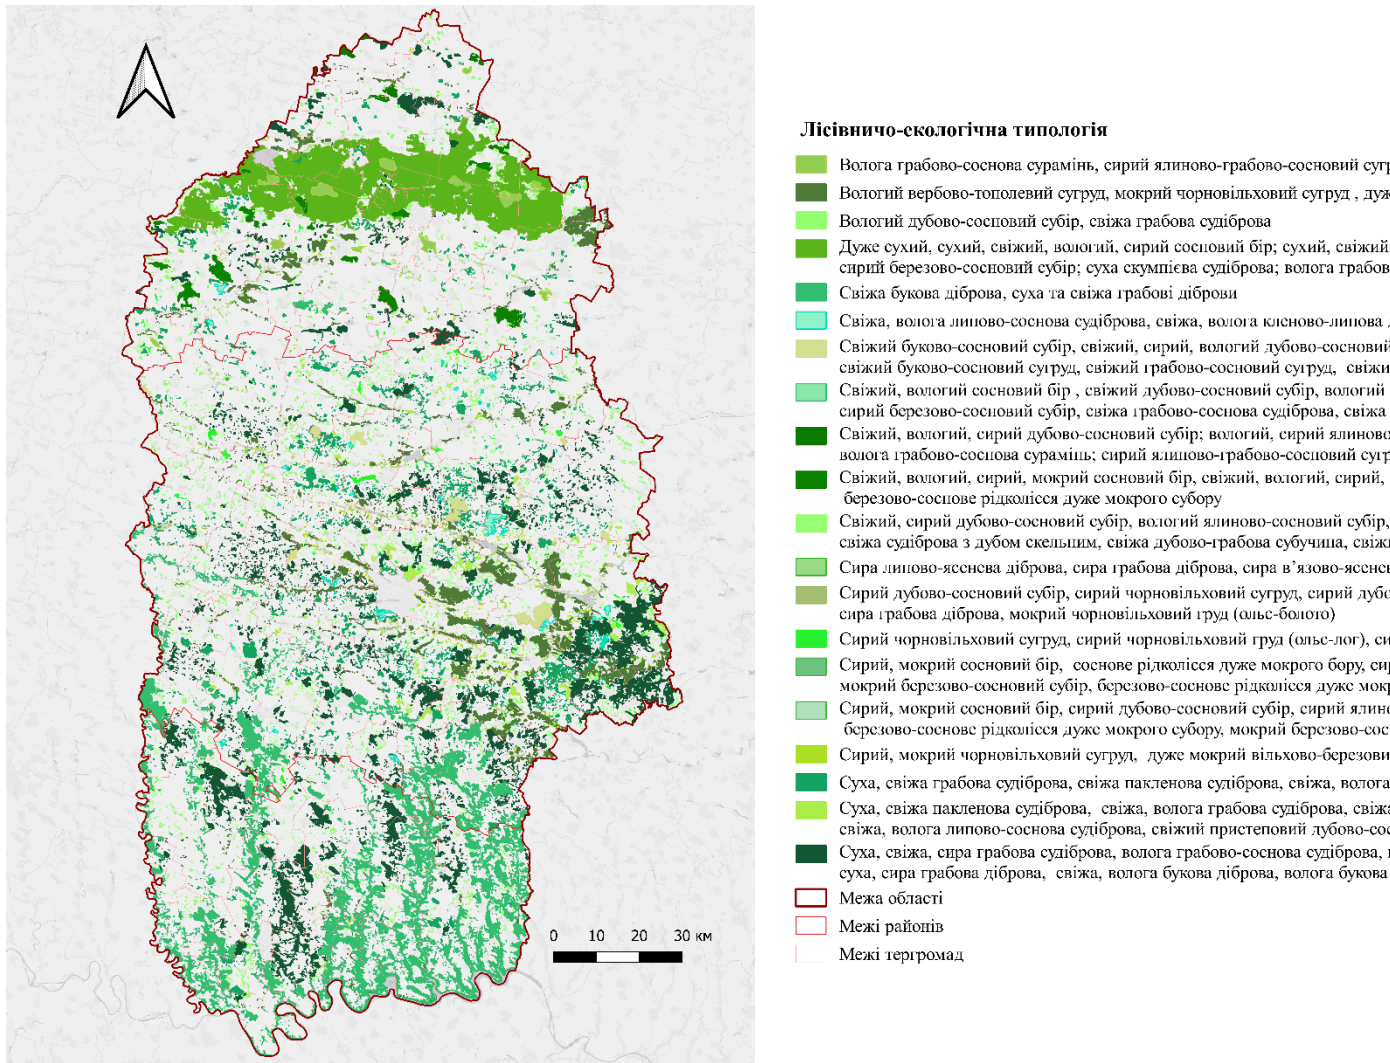 Лісівничо-екологічна типологія
Волога грабово-соснова сурамінь, сирий ялиново-грабово-сосновий сугр
Вологий вербово-тополевий сугруд, мокрий чорновільховий сугруд , дуж
Вологий дубово-сосновий субір, свіжа грабова судіброва
Дуже сухий, сухий, свіжий, вологий, сирий сосновий бір; сухий, свіжий,
сирий березово-сосновий субір; суха скумпієва судіброва; волога грабов
Свіжа букова діброва, суха та свіжа грабові діброви
Свіжа, волога липово-соснова судіброва, свіжа, волога кленово-липова
Свіжий буково-сосновий субір, свіжий, сирий, вологий дубово-сосновий
свіжий буково-сосновий сугруд, свіжий грабово-сосновий сугруд, свіжи
Свіжий, вологий сосновий бір , свіжий дубово-сосновий субір, вологий
сирий березово-сосновий субір, свіжа грабово-соснова судіброва, свіжа
Свіжий, вологий, сирий дубово-сосновий субір; вологий, сирий ялиново
волога грабово-соснова сурамінь; сирий ялиново-грабово-сосновий сугр
Свіжий, вологий, сирий, мокрий сосновий бір, свіжий, вологий, сирий,
березово-соснове рідколісся дуже мокрого субору
Свіжий, сирий дубово-сосновий субір, вологий ялиново-сосновий субір,
свіжа судіброва з дубом скельним, свіжа дубово-грабова субучина, свіж
Сира липово-ясенева діброва, сира грабова діброва, сира в’язово-ясенев
Сирий дубово-сосновий субір, сирий чорновільховий сугруд, сирий дубо
сира грабова діброва, мокрий чорновільховий груд (ольс-болото)
Сирий чорновільховий сугруд, сирий чорновільховий груд (ольс-лог), си
Сирий, мокрий сосновий бір, соснове рідколісся дуже мокрого бору, сир
мокрий березово-сосновий субір, березово-соснове рідколісся дуже мокр
Сирий, мокрий сосновий бір, сирий дубово-сосновий субір, сирий ялино
березово-соснове рідколісся дуже мокрого субору, мокрий березово-сос
Сирий, мокрий чорновільховий сугруд, дуже мокрий вільхово-березови
Суха, свіжа грабова судіброва, свіжа пакленова судіброва, свіжа, волога
Суха, свіжа пакленова судіброва, свіжа, волога грабова судіброва, свіжа
свіжа, волога липово-соснова судіброва, свіжий пристеповий дубово-сос
Суха, свіжа, сира грабова судіброва, волога грабово-соснова судіброва,
суха, сира грабова діброва, свіжа, волога букова діброва, волога букова
Межа області
Межі районів
Межі тергромад
0 10 20 30 км